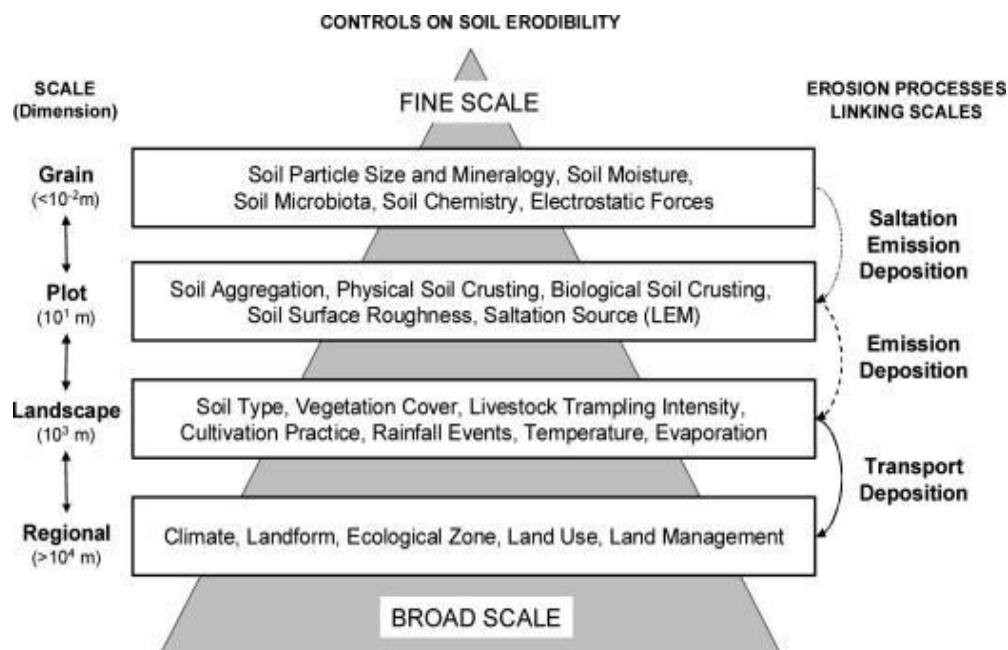 CONTROLS ON SOIL ERODIBILITY
SCALE
(Dimension)
FINE SCALE
EROSION PROCESSES
LINKING SCALES
Grain
(<10⁻²m)
Soil Particle Size and Mineralogy, Soil Moisture,
Soil Microbiota, Soil Chemistry, Electrostatic Forces
Saltation
Emission
Deposition
Plot
(10¹ m)
Soil Aggregation, Physical Soil Crusting, Biological Soil Crusting,
Soil Surface Roughness, Saltation Source (LEM)
Emission
Deposition
Landscape
(10³ m)
Soil Type, Vegetation Cover, Livestock Trampling Intensity,
Cultivation Practice, Rainfall Events, Temperature, Evaporation
Transport
Deposition
Regional
(>10⁴ m)
Climate, Landform, Ecological Zone, Land Use, Land Management
BROAD SCALE